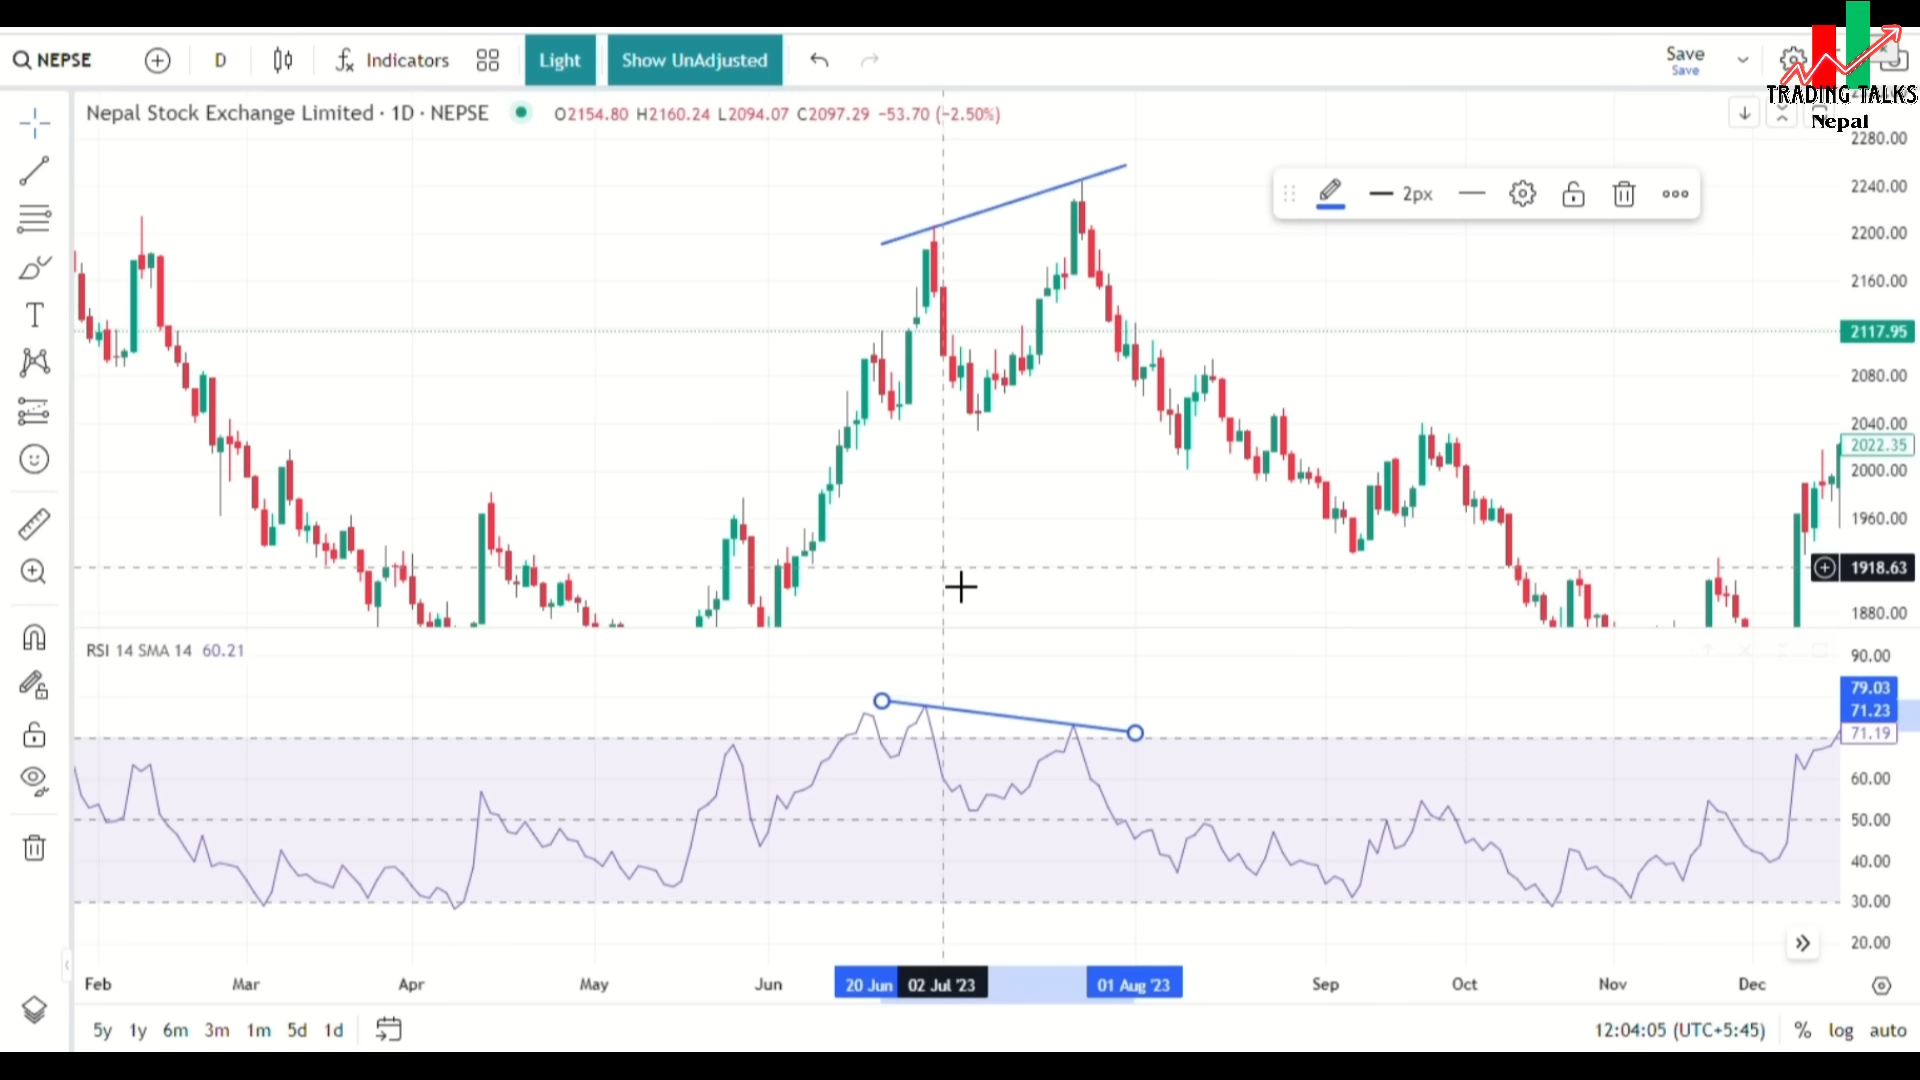 NEPSE
D
Indicators
Light
Show UnAdjusted
Save
Save
TRADING TALKS
Nepal
Nepal Stock Exchange Limited · 1D · NEPSE
O2154.80 H2160.24 L2094.07 C2097.29 −53.70 (−2.50%)
2px
2280.00
2240.00
2200.00
2160.00
2117.95
2080.00
2040.00
2022.35
2000.00
1960.00
1918.63
1880.00
RSI 14 SMA 14 60.21
90.00
79.03
71.23
71.19
60.00
50.00
40.00
30.00
20.00
Feb Mar Apr May Jun 20 Jun 02 Jul '23 01 Aug '23 Sep Oct Nov Dec
5y 1y 6m 3m 1m 5d 1d
12:04:05 (UTC+5:45) % log auto